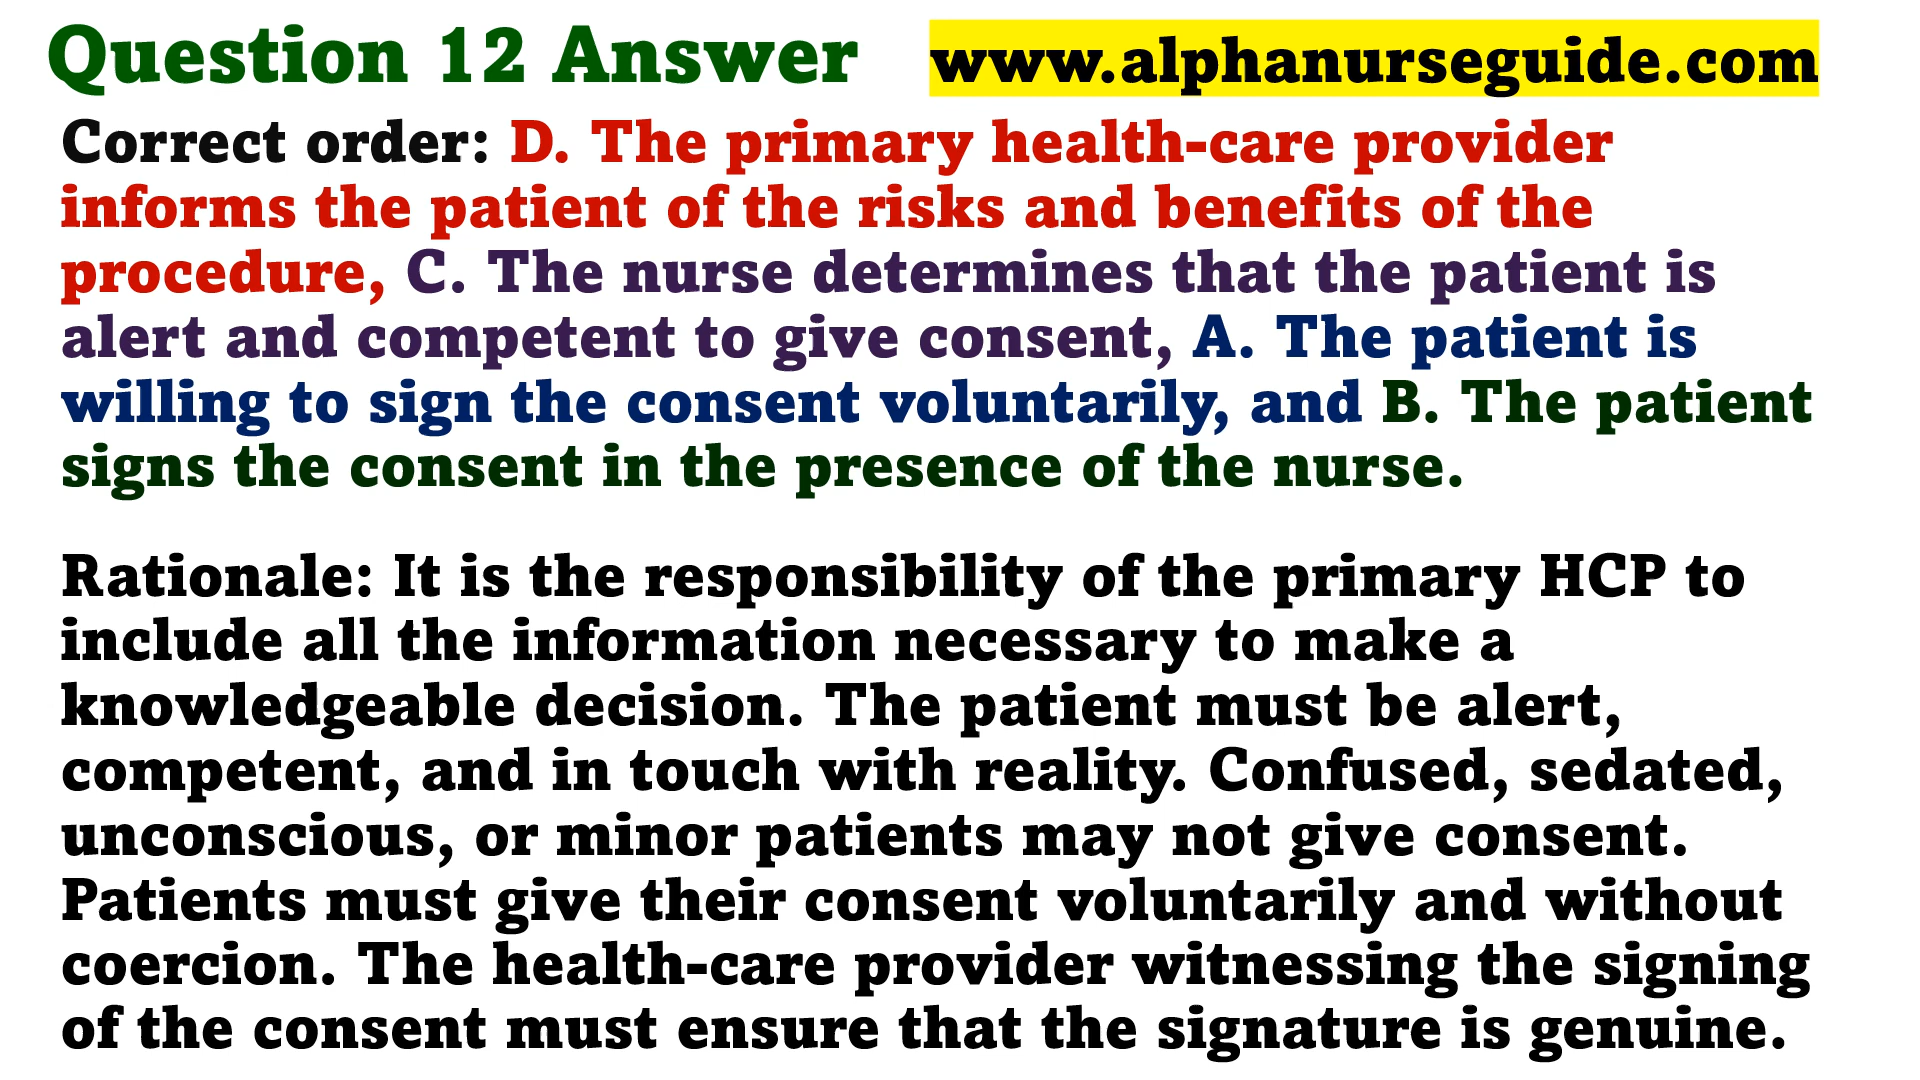 Question 12 Answer www.alphanurseguide.com
Correct order: D. The primary health-care provider
informs the patient of the risks and benefits of the
procedure, C. The nurse determines that the patient is
alert and competent to give consent, A. The patient is
willing to sign the consent voluntarily, and B. The patient
signs the consent in the presence of the nurse.
Rationale: It is the responsibility of the primary HCP to
include all the information necessary to make a
knowledgeable decision. The patient must be alert,
competent, and in touch with reality. Confused, sedated,
unconscious, or minor patients may not give consent.
Patients must give their consent voluntarily and without
coercion. The health-care provider witnessing the signing
of the consent must ensure that the signature is genuine.